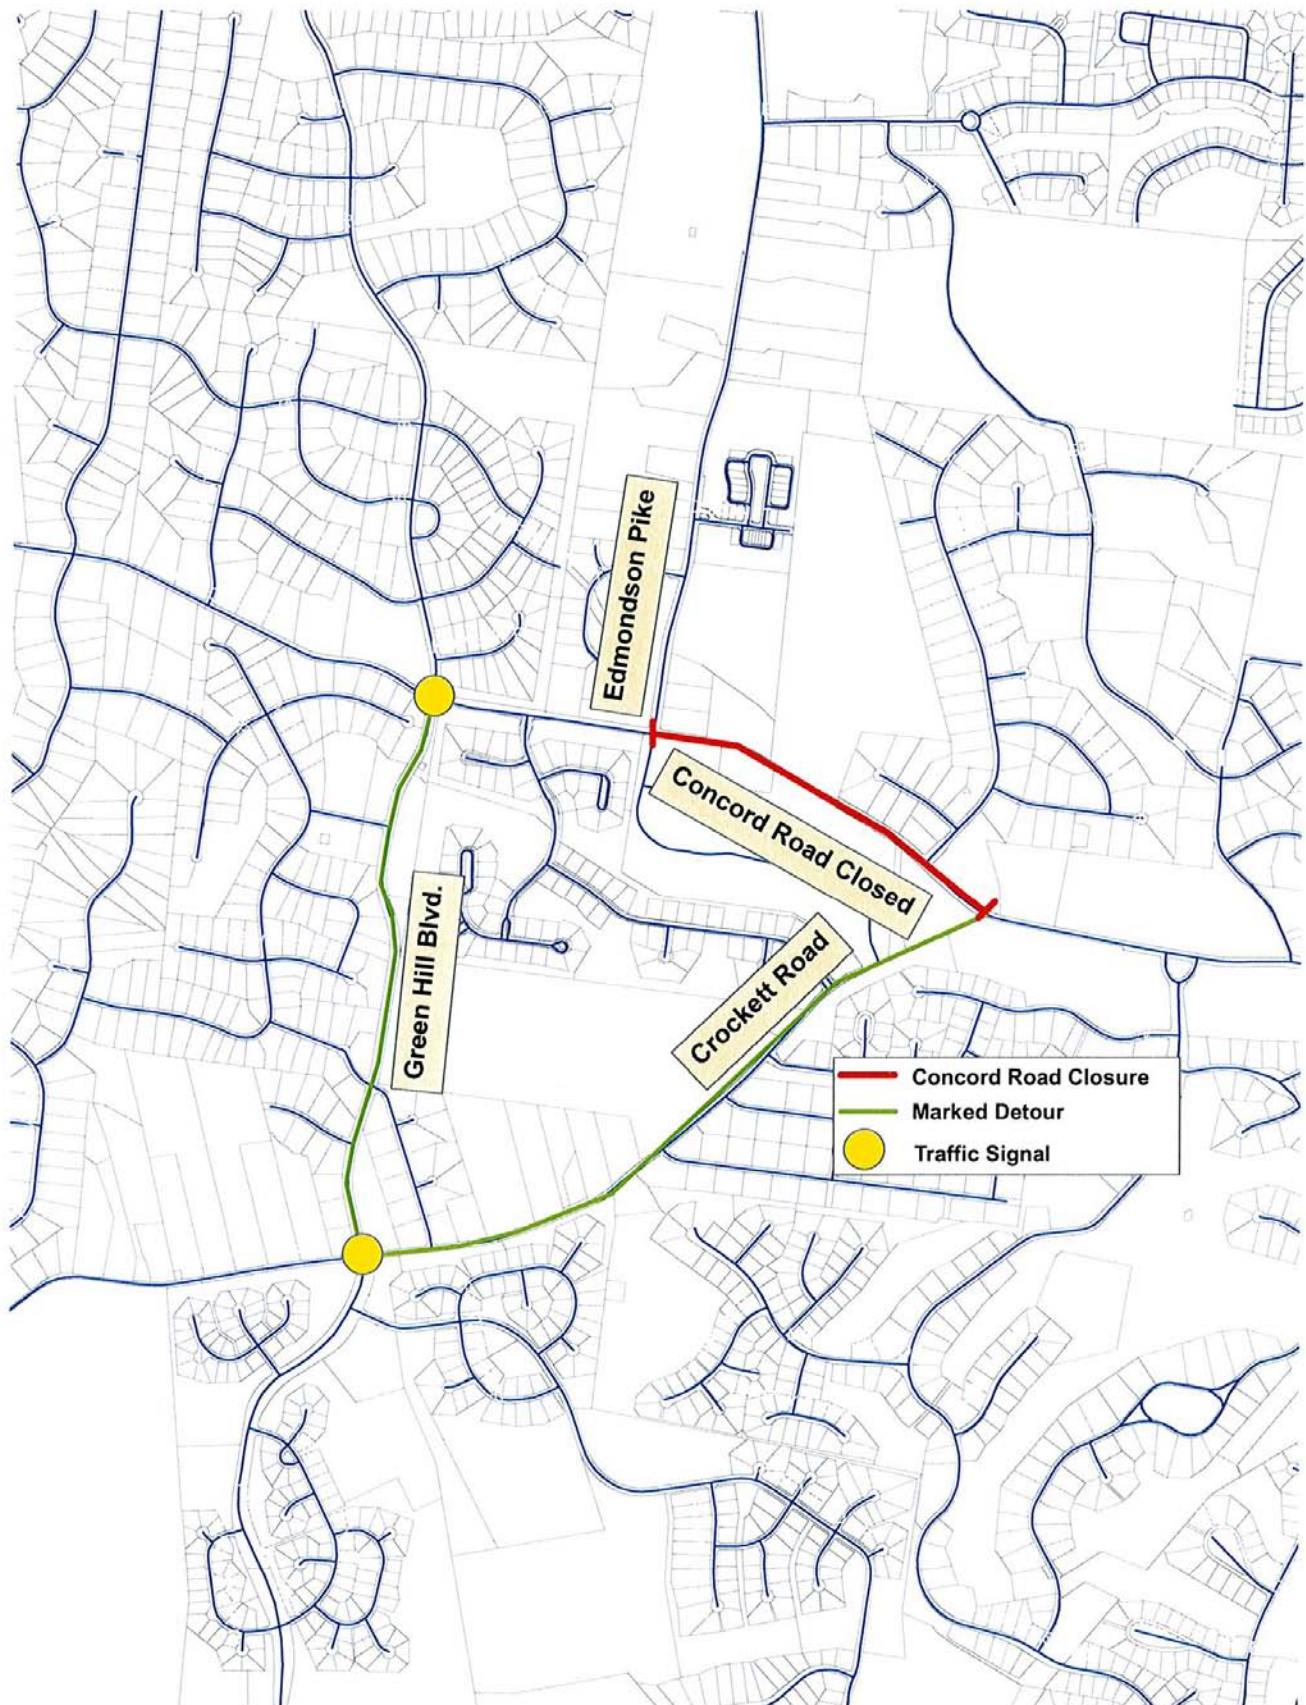 Edmondson Pike
Concord Road Closed
Green Hill Blvd.
Crockett Road
Concord Road Closure
Marked Detour
Traffic Signal